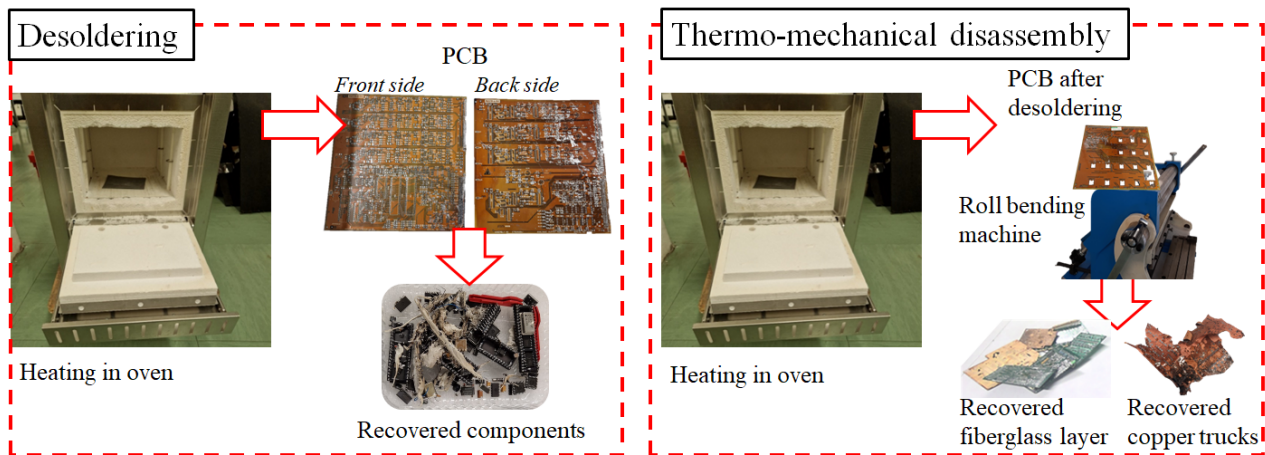 Desoldering
PCB
Front side
Back side
Heating in oven
Recovered components
Thermo-mechanical disassembly
PCB after
desoldering
Roll bending
machine
Heating in oven
Recovered
fiberglass layer
Recovered
copper trucks